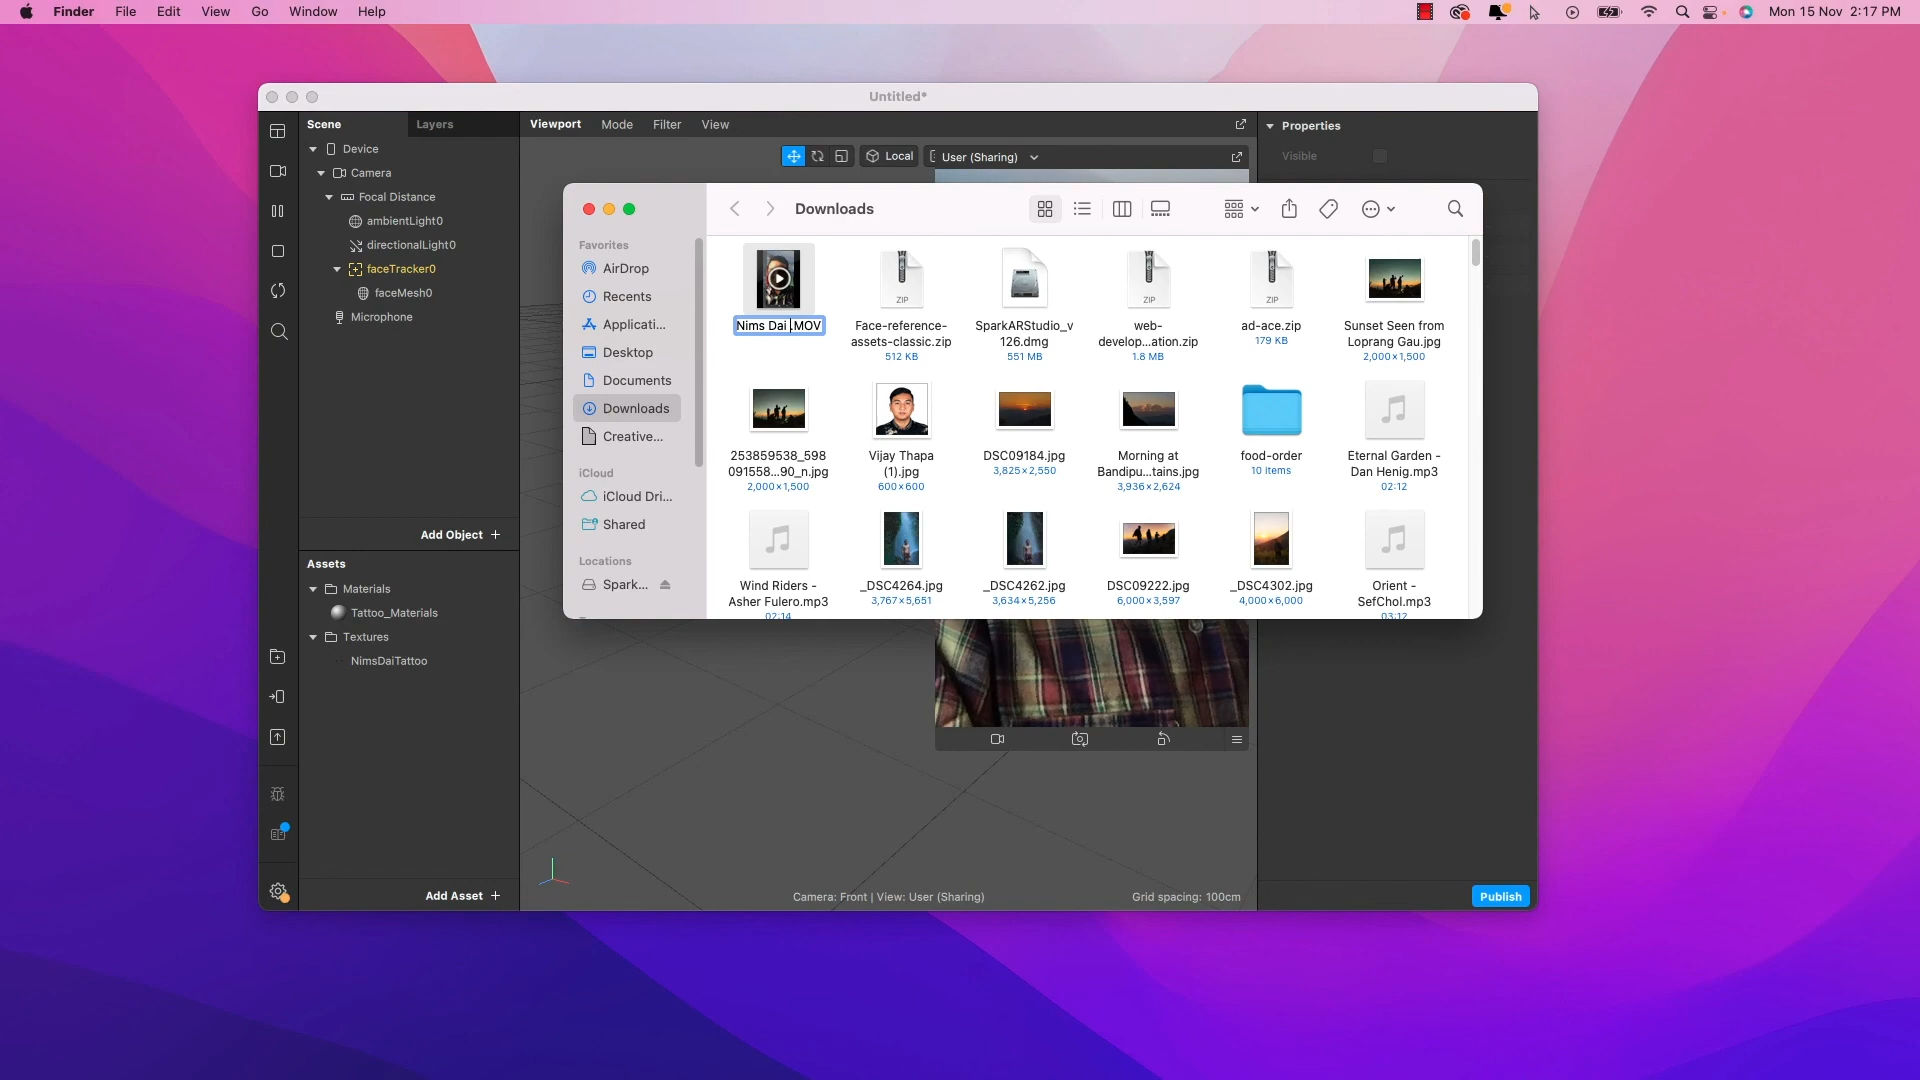 Finder File Edit View Go Window Help
Mon 15 Nov 2:17 PM
Untitled*
Scene
Layers
Device
Camera
Focal Distance
ambientLight0
directionalLight0
faceTracker0
faceMesh0
Microphone
Add Object +
Assets
Materials
Tattoo_Materials
Textures
NimsDaiTattoo
Add Asset +
Viewport Mode Filter View
Local
User (Sharing)
Camera: Front | View: User (Sharing)
Grid spacing: 100cm
Properties
Visible
Publish
Downloads
Favorites
AirDrop
Recents
Applicati...
Desktop
Documents
Downloads
Creative...
iCloud
iCloud Dri...
Shared
Locations
Spark...
Nims Dai .MOV
ZIP
Face-reference-
assets-classic.zip
512 KB
SparkARStudio_v
126.dmg
551 MB
ZIP
web-
develop...ation.zip
1.8 MB
ZIP
ad-ace.zip
179 KB
Sunset Seen from
Loprang Gau.jpg
2,000×1,500
253859538_598
091558...90_n.jpg
2,000×1,500
Vijay Thapa
(1).jpg
600×600
DSC09184.jpg
3,825×2,550
Morning at
Bandipu...tains.jpg
3,936×2,624
food-order
10 items
Eternal Garden -
Dan Henig.mp3
02:12
Wind Riders -
Asher Fulero.mp3
02:14
_DSC4264.jpg
3,767×5,651
_DSC4262.jpg
3,634×5,256
DSC09222.jpg
6,000×3,597
_DSC4302.jpg
4,000×6,000
Orient -
SefChol.mp3
03:12